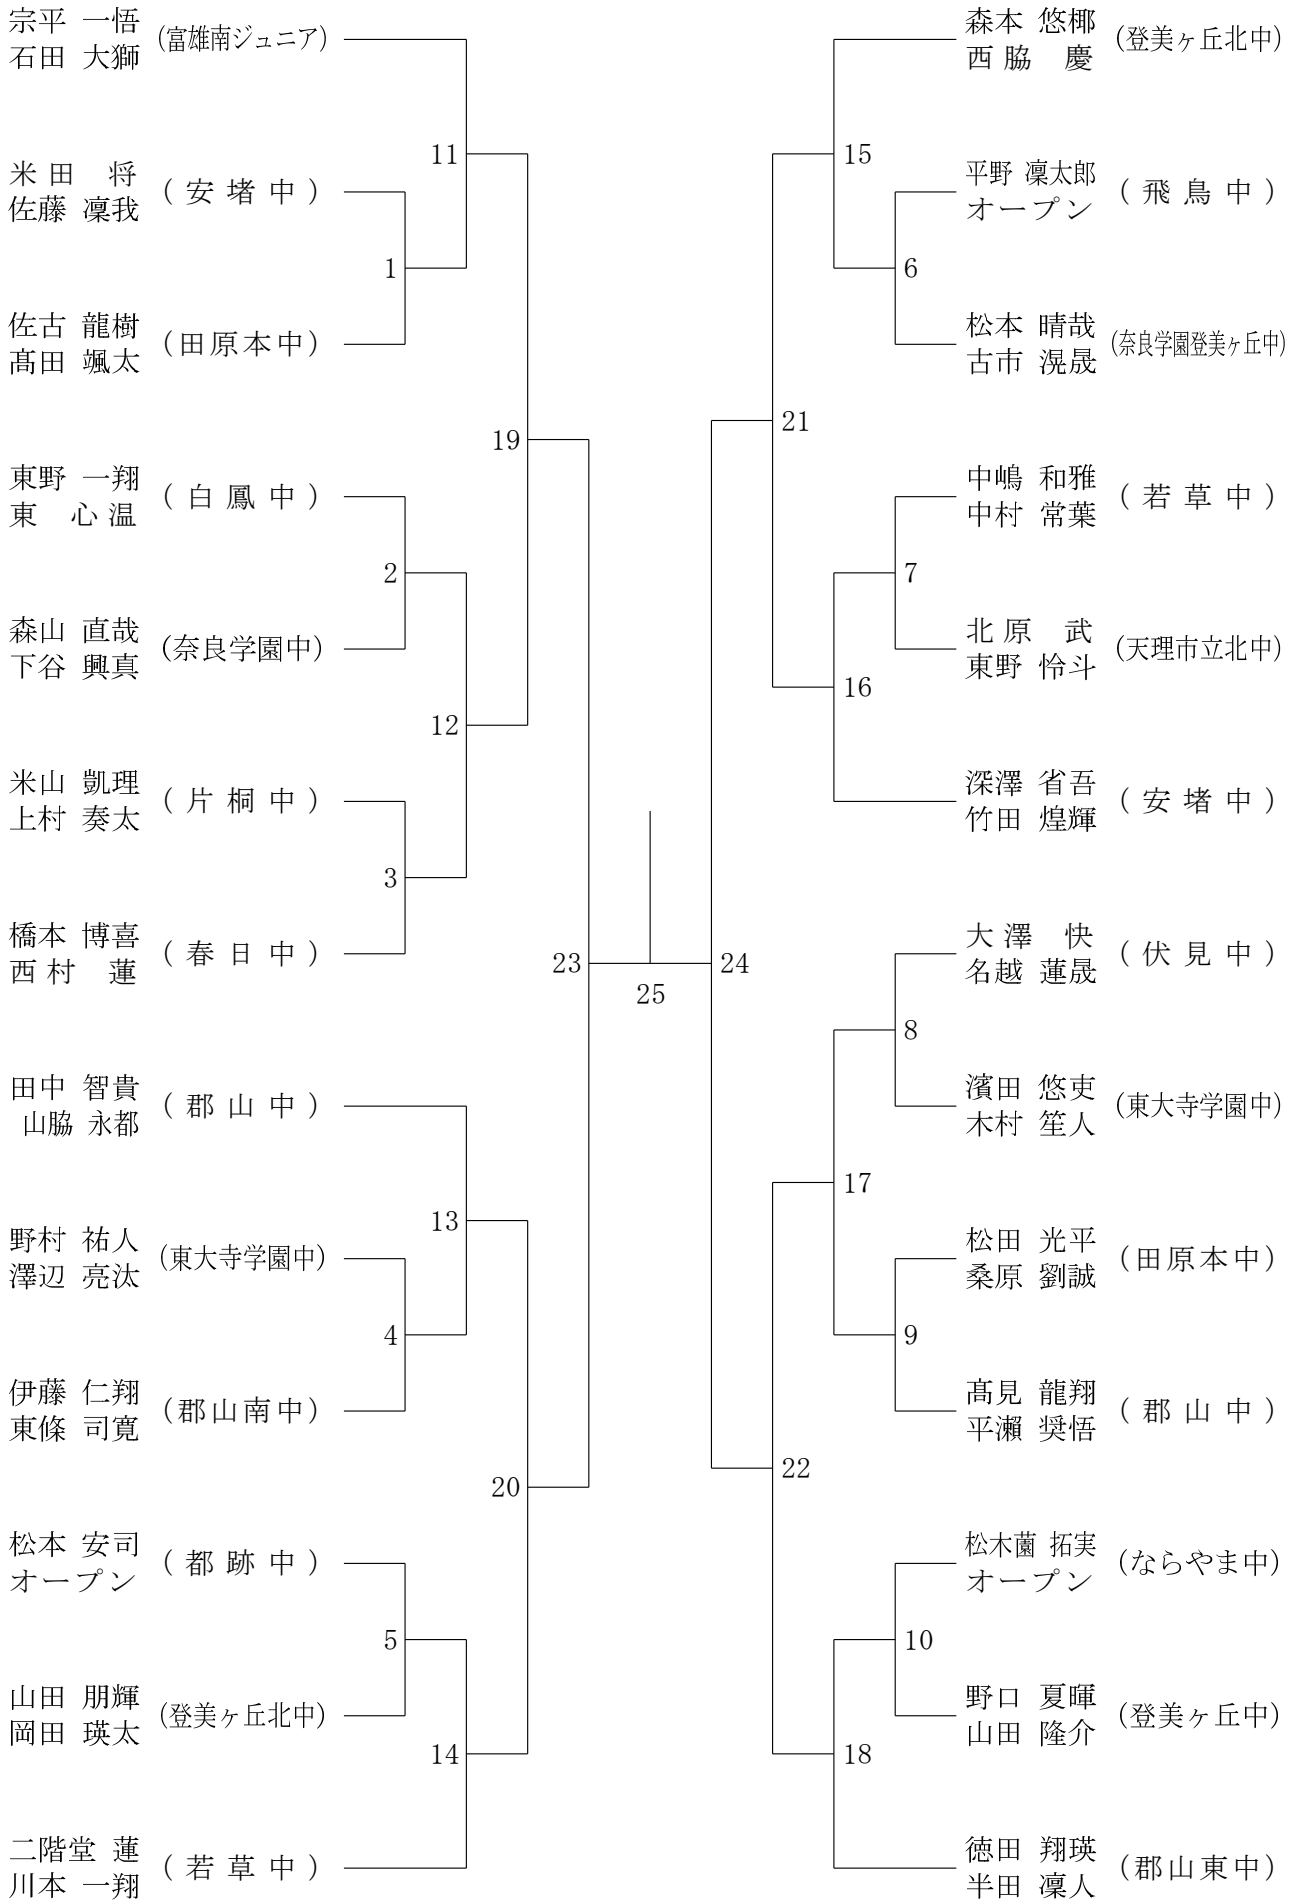 宗平 一悟
石田 大獅
(富雄南ジュニア)
米田 将
佐藤 凜我
(安堵中)
佐古 龍樹
髙田 颯太
(田原本中)
東野 一翔
東 心温
(白鳳中)
森山 直哉
下谷 興真
(奈良学園中)
米山 凱理
上村 奏太
(片桐中)
橋本 博喜
西村 蓮
(春日中)
田中 智貴
山脇 永都
(郡山中)
野村 祐人
澤辺 亮汰
(東大寺学園中)
伊藤 仁翔
東條 司寛
(郡山南中)
松本 安司
オープン
(都跡中)
山田 朋輝
岡田 瑛太
(登美ヶ丘北中)
二階堂 蓮
川本 一翔
(若草中)
1
2
3
4
5
11
12
13
14
19
20
23
25
24
21
22
15
16
17
18
6
7
8
9
10
森本 悠椰
西脇 慶
(登美ヶ丘北中)
平野 凜太郎
オープン
(飛鳥中)
松本 晴哉
古市 滉晟
(奈良学園登美ヶ丘中)
中嶋 和雅
中村 常葉
(若草中)
北原 武
東野 怜斗
(天理市立北中)
深澤 省吾
竹田 煌輝
(安堵中)
大澤 快
名越 蓮晟
(伏見中)
濱田 悠吏
木村 笙人
(東大寺学園中)
松田 光平
桑原 劉誠
(田原本中)
髙見 龍翔
平瀨 奨悟
(郡山中)
松木薗 拓実
オープン
(ならやま中)
野口 夏暉
山田 隆介
(登美ヶ丘中)
徳田 翔瑛
半田 凜人
(郡山東中)